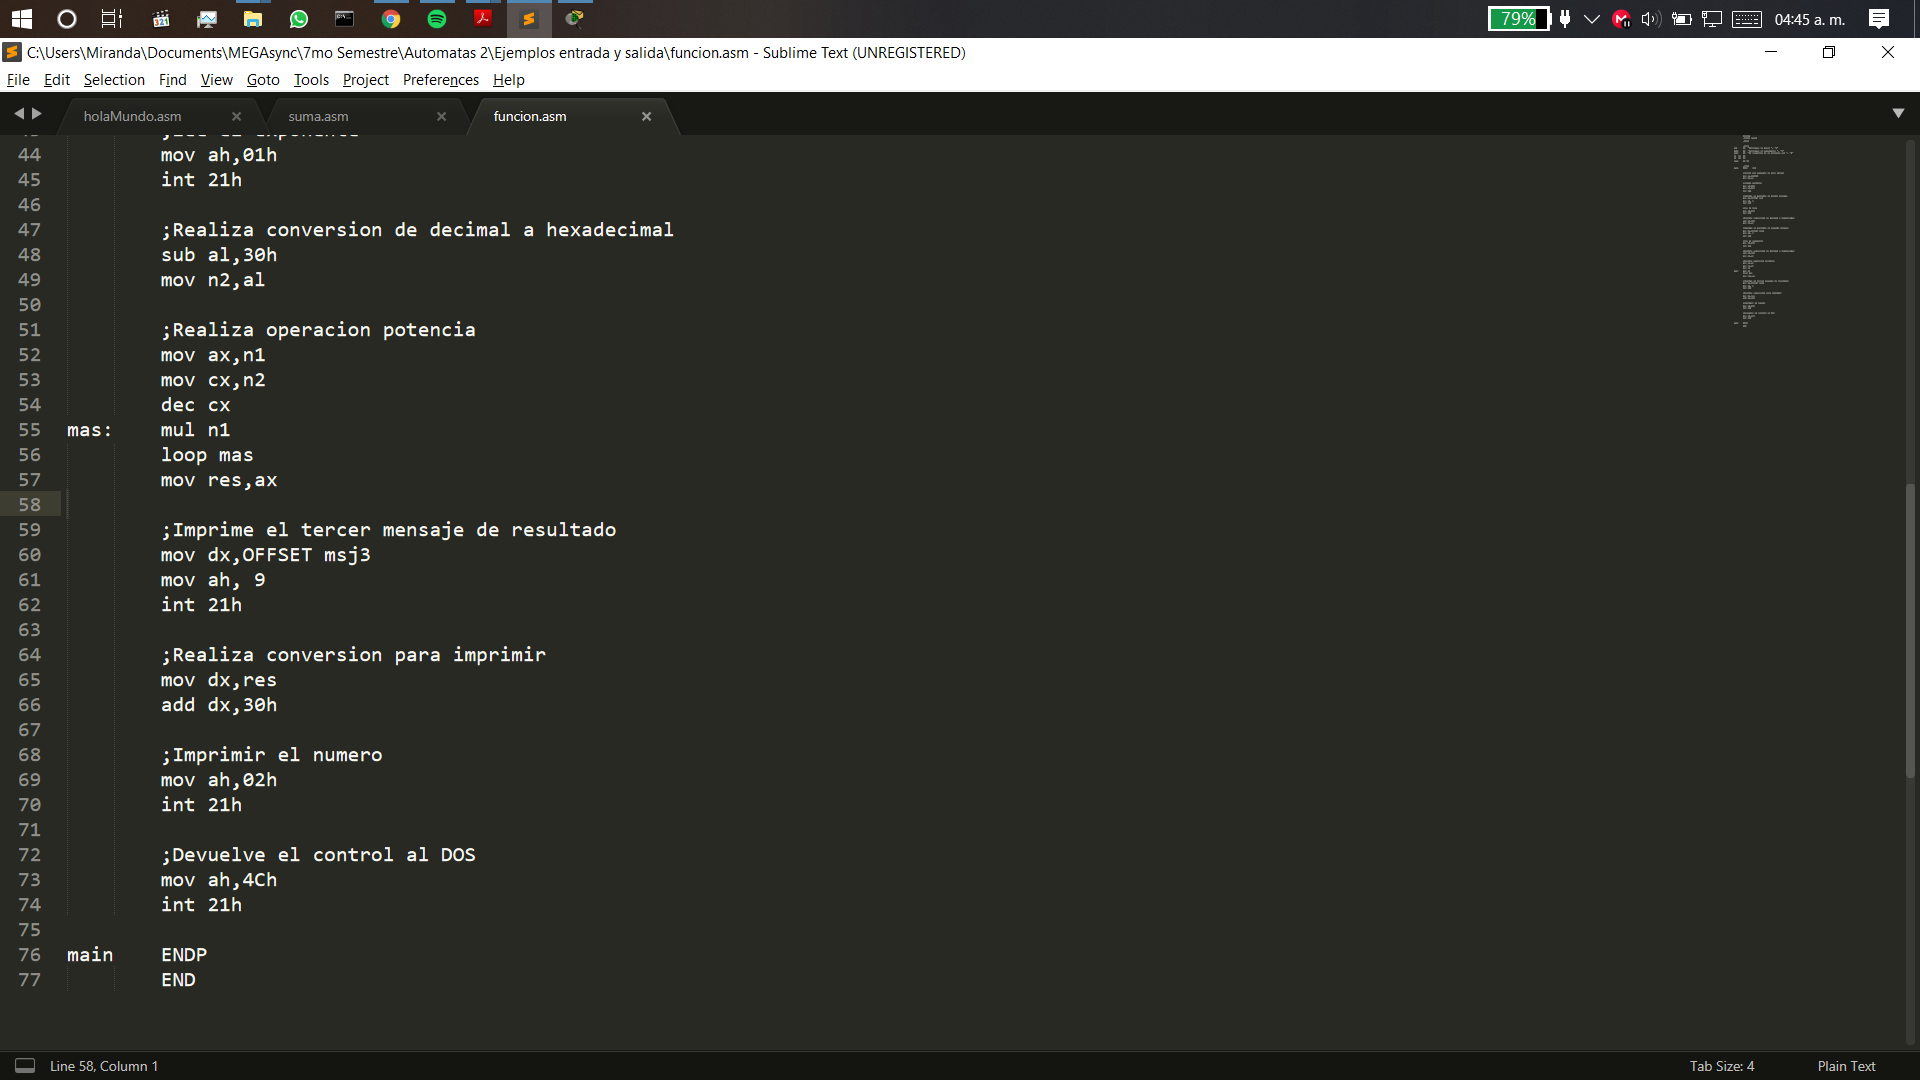 79%
04:45 a. m.
C:\Users\Miranda\Documents\MEGAsync\7mo Semestre\Automatas 2\Ejemplos entrada y salida\funcion.asm - Sublime Text (UNREGISTERED)
File Edit Selection Find View Goto Tools Project Preferences Help
holaMundo.asm suma.asm funcion.asm
44 mov ah,01h
45 int 21h
46
47 ;Realiza conversion de decimal a hexadecimal
48 sub al,30h
49 mov n2,al
50
51 ;Realiza operacion potencia
52 mov ax,n1
53 mov cx,n2
54 dec cx
55 mas: mul n1
56 loop mas
57 mov res,ax
58
59 ;Imprime el tercer mensaje de resultado
60 mov dx,OFFSET msj3
61 mov ah, 9
62 int 21h
63
64 ;Realiza conversion para imprimir
65 mov dx,res
66 add dx,30h
67
68 ;Imprimir el numero
69 mov ah,02h
70 int 21h
71
72 ;Devuelve el control al DOS
73 mov ah,4Ch
74 int 21h
75
76 main ENDP
77 END
Line 58, Column 1
Tab Size: 4
Plain Text